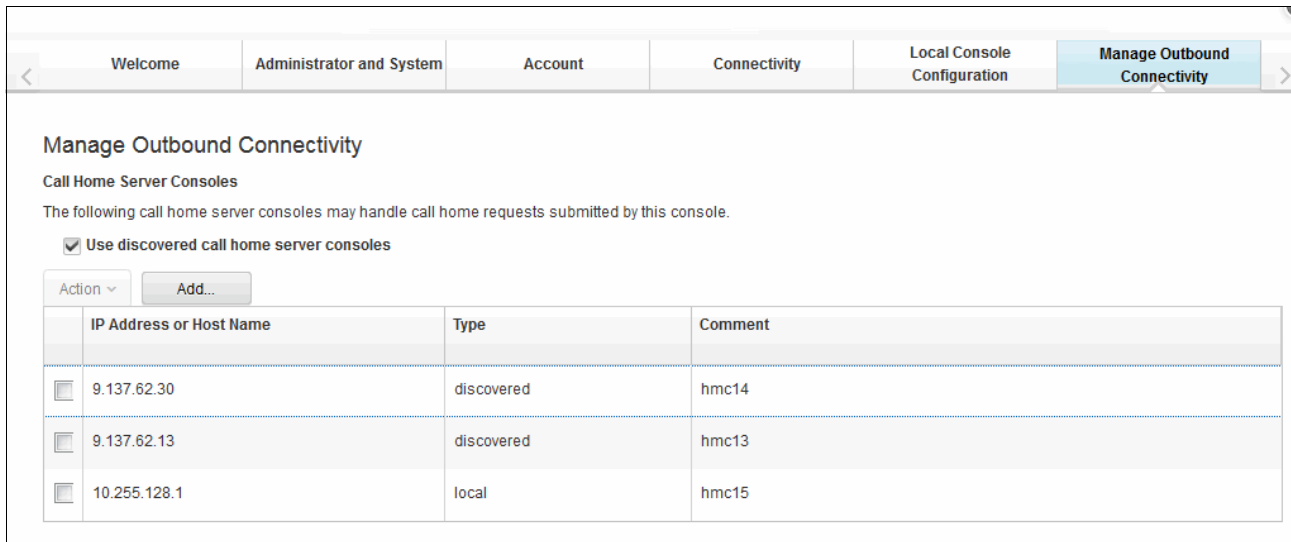 Welcome
Administrator and System
Account
Connectivity
Local Console
Configuration
Manage Outbound
Connectivity
Manage Outbound Connectivity
Call Home Server Consoles
The following call home server consoles may handle call home requests submitted by this console.
Use discovered call home server consoles
Action Add...
IP Address or Host Name Type Comment
9.137.62.30 discovered hmc14
9.137.62.13 discovered hmc13
10.255.128.1 local hmc15